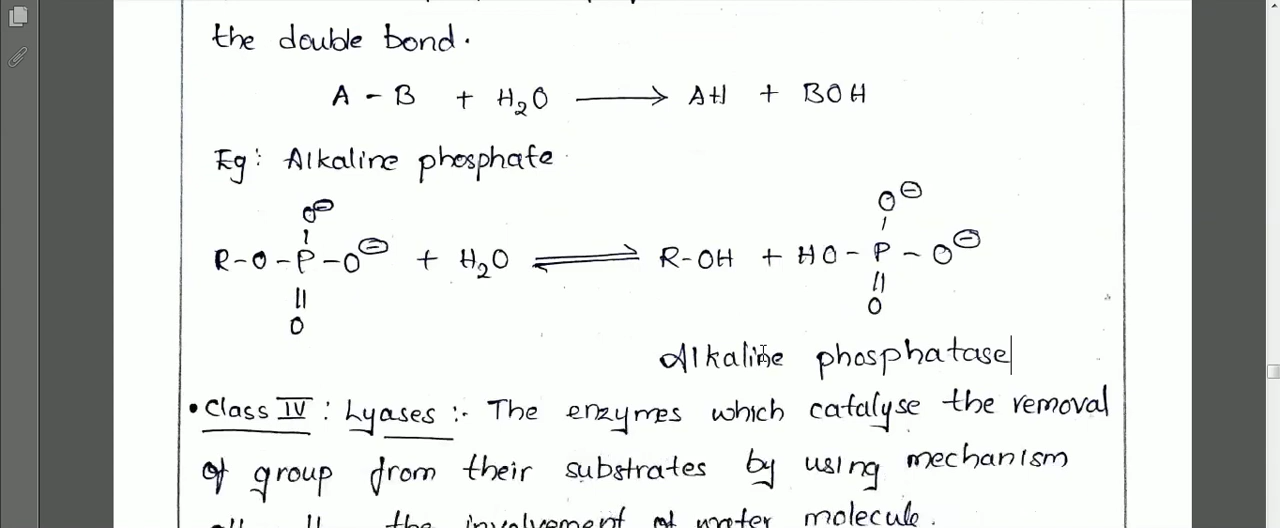 the double bond.
A - B + H₂O ⟶ AH + BOH
Eg: Alkaline phosphate
O⊖ O⊖
R-O-P-O⊖ + H₂O ⇌ R-OH + HO-P-O⊖
O O
Alkaline phosphatase
• Class IV : Lyases :- The enzymes which catalyse the removal
of group from their substrates by using mechanism
the involvement of water molecule.